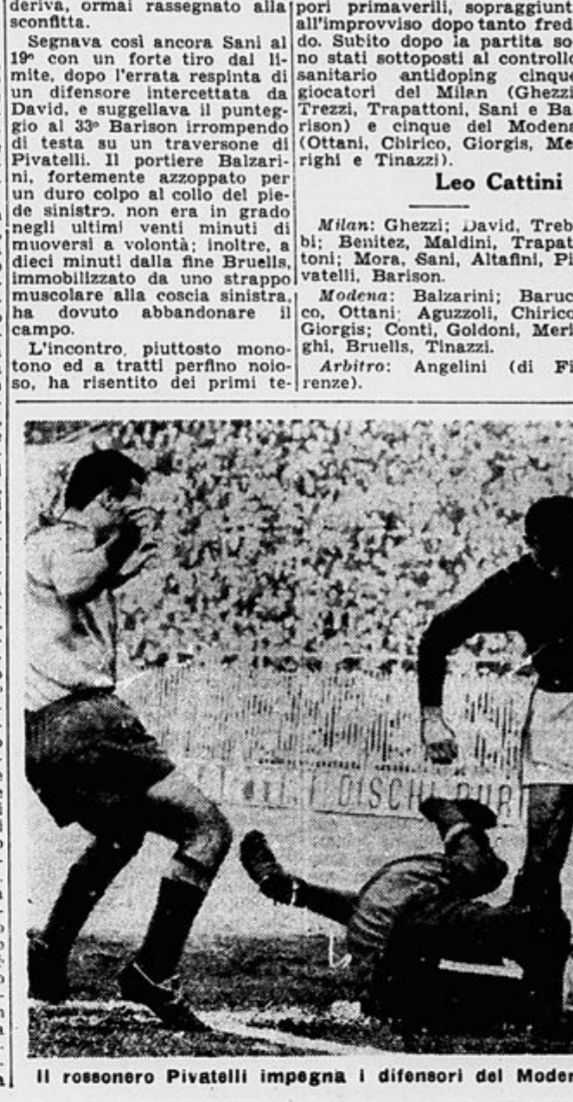 deriva, ormai rassegnato alla
sconfitta.
Segnava così ancora Sani al
19º con un forte tiro dal li-
mite, dopo l'errata respinta di
un difensore intercettata da
David, e suggellava il punteg-
gio al 33º Barison irrompendo
di testa su un traversone di
Pivatelli. Il portiere Balzari-
ni, fortemente azzoppato per
un duro colpo al collo del pie-
de sinistro, non era in grado
negli ultimi venti minuti di
muoversi a volontà; inoltre, a
dieci minuti dalla fine Bruells,
immobilizzato da uno strappo
muscolare alla coscia sinistra,
ha dovuto abbandonare il
campo.
L'incontro, piuttosto mono-
tono ed a tratti perfino noio-
so, ha risentito dei primi te-
pori primaverili, sopraggiunt
all'improvviso dopo tanto fred
do. Subito dopo la partita so-
no stati sottoposti al controllo
sanitario antidoping cinque
giocatori del Milan (Ghezzi
Trezzi, Trapattoni, Sani e Ba
rison) e cinque del Modena
(Ottani, Chirico, Giorgis, Me
righi e Tinazzi).
Leo Cattini
Milan: Ghezzi; David, Treb
bi; Benitez, Maldini, Trapat
toni; Mora, Sani, Altafini, Pi
vatelli, Barison.
Modena: Balzarini; Baruc
co, Ottani; Aguzzoli, Chirico
Giorgis; Conti, Goldoni, Meri
ghi, Bruells, Tinazzi.
Arbitro: Angelini (di Fi
renze).
I DISCHI DURI
Il rossonero Pivatelli impegna i difensori del Moden